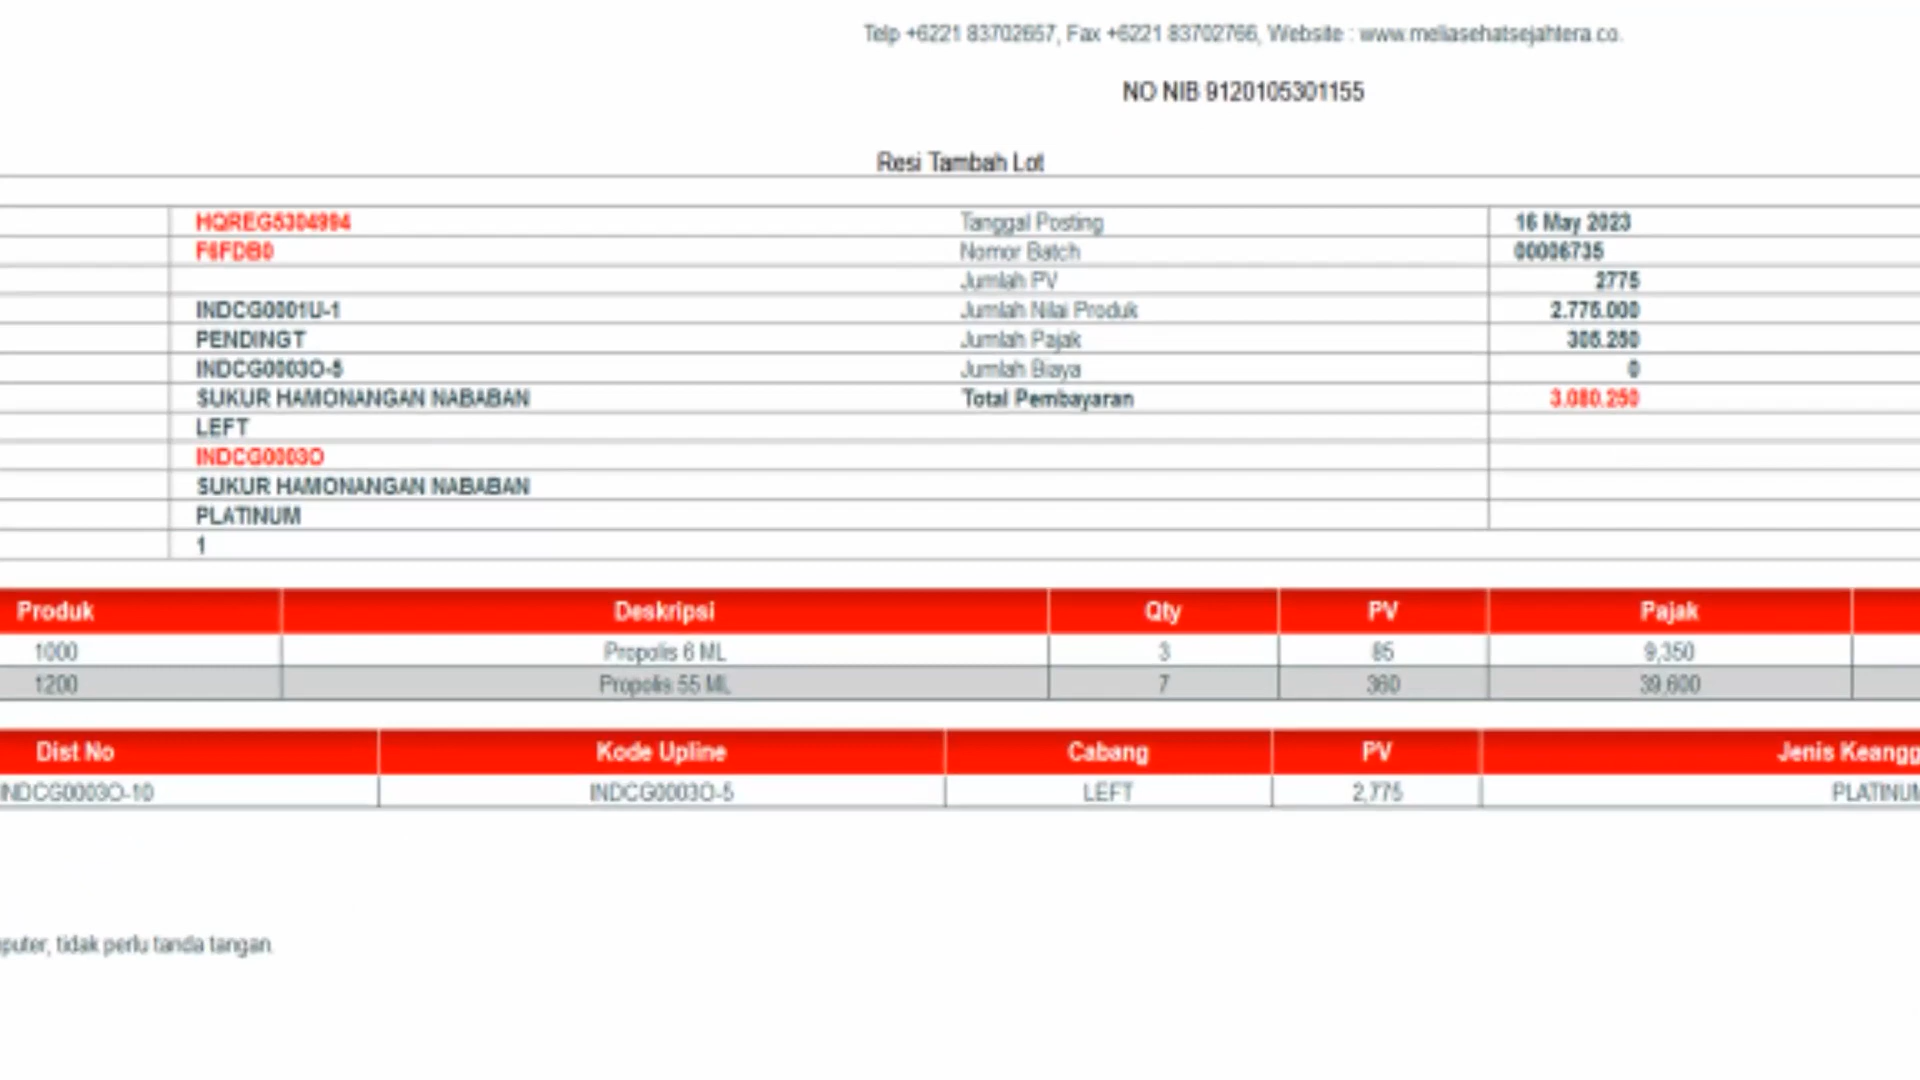 Telp +6221 83702657, Fax +6221 83702766, Website : www.meliasehatsejahtera.co.
NO NIB 9120105301155
Resi Tambah Lot
HQREG5304994 Tanggal Posting 16 May 2023
F6FDB0 Nomor Batch 00006735
Jumlah PV 2775
INDCG0001U-1 Jumlah Nilai Produk 2.775.000
PENDINGT Jumlah Pajak 305.250
INDCG0003O-5 Jumlah Biaya 0
SUKUR HAMONANGAN NABABAN Total Pembayaran 3.080.250
LEFT
INDCG0003O
SUKUR HAMONANGAN NABABAN
PLATINUM
1
Produk Deskripsi Qty PV Pajak
1000 Propolis 6 ML 3 85 9,350
1200 Propolis 55 ML 7 360 39,600
Dist No Kode Upline Cabang PV Jenis Keangg
INDCG0003O-10 INDCG0003O-5 LEFT 2,775 PLATINUM
puter, tidak perlu tanda tangan.